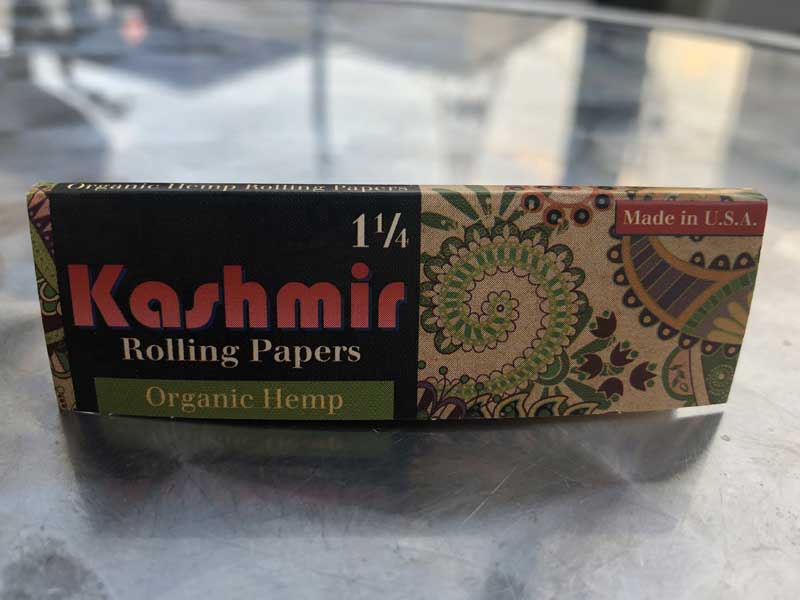 Organic Hemp Rolling Papers
1¼
Kashmir
Rolling Papers
Organic Hemp
Made in U.S.A.